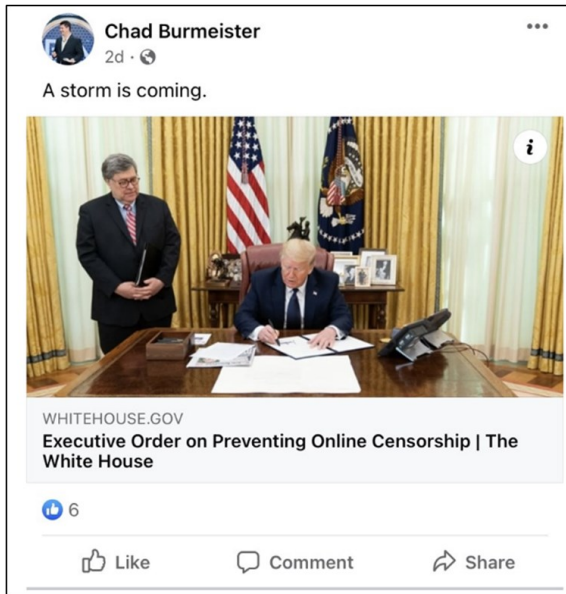 Chad Burmeister
2d ·
A storm is coming.
i
WHITEHOUSE.GOV
Executive Order on Preventing Online Censorship | The
White House
6
Like
Comment
Share